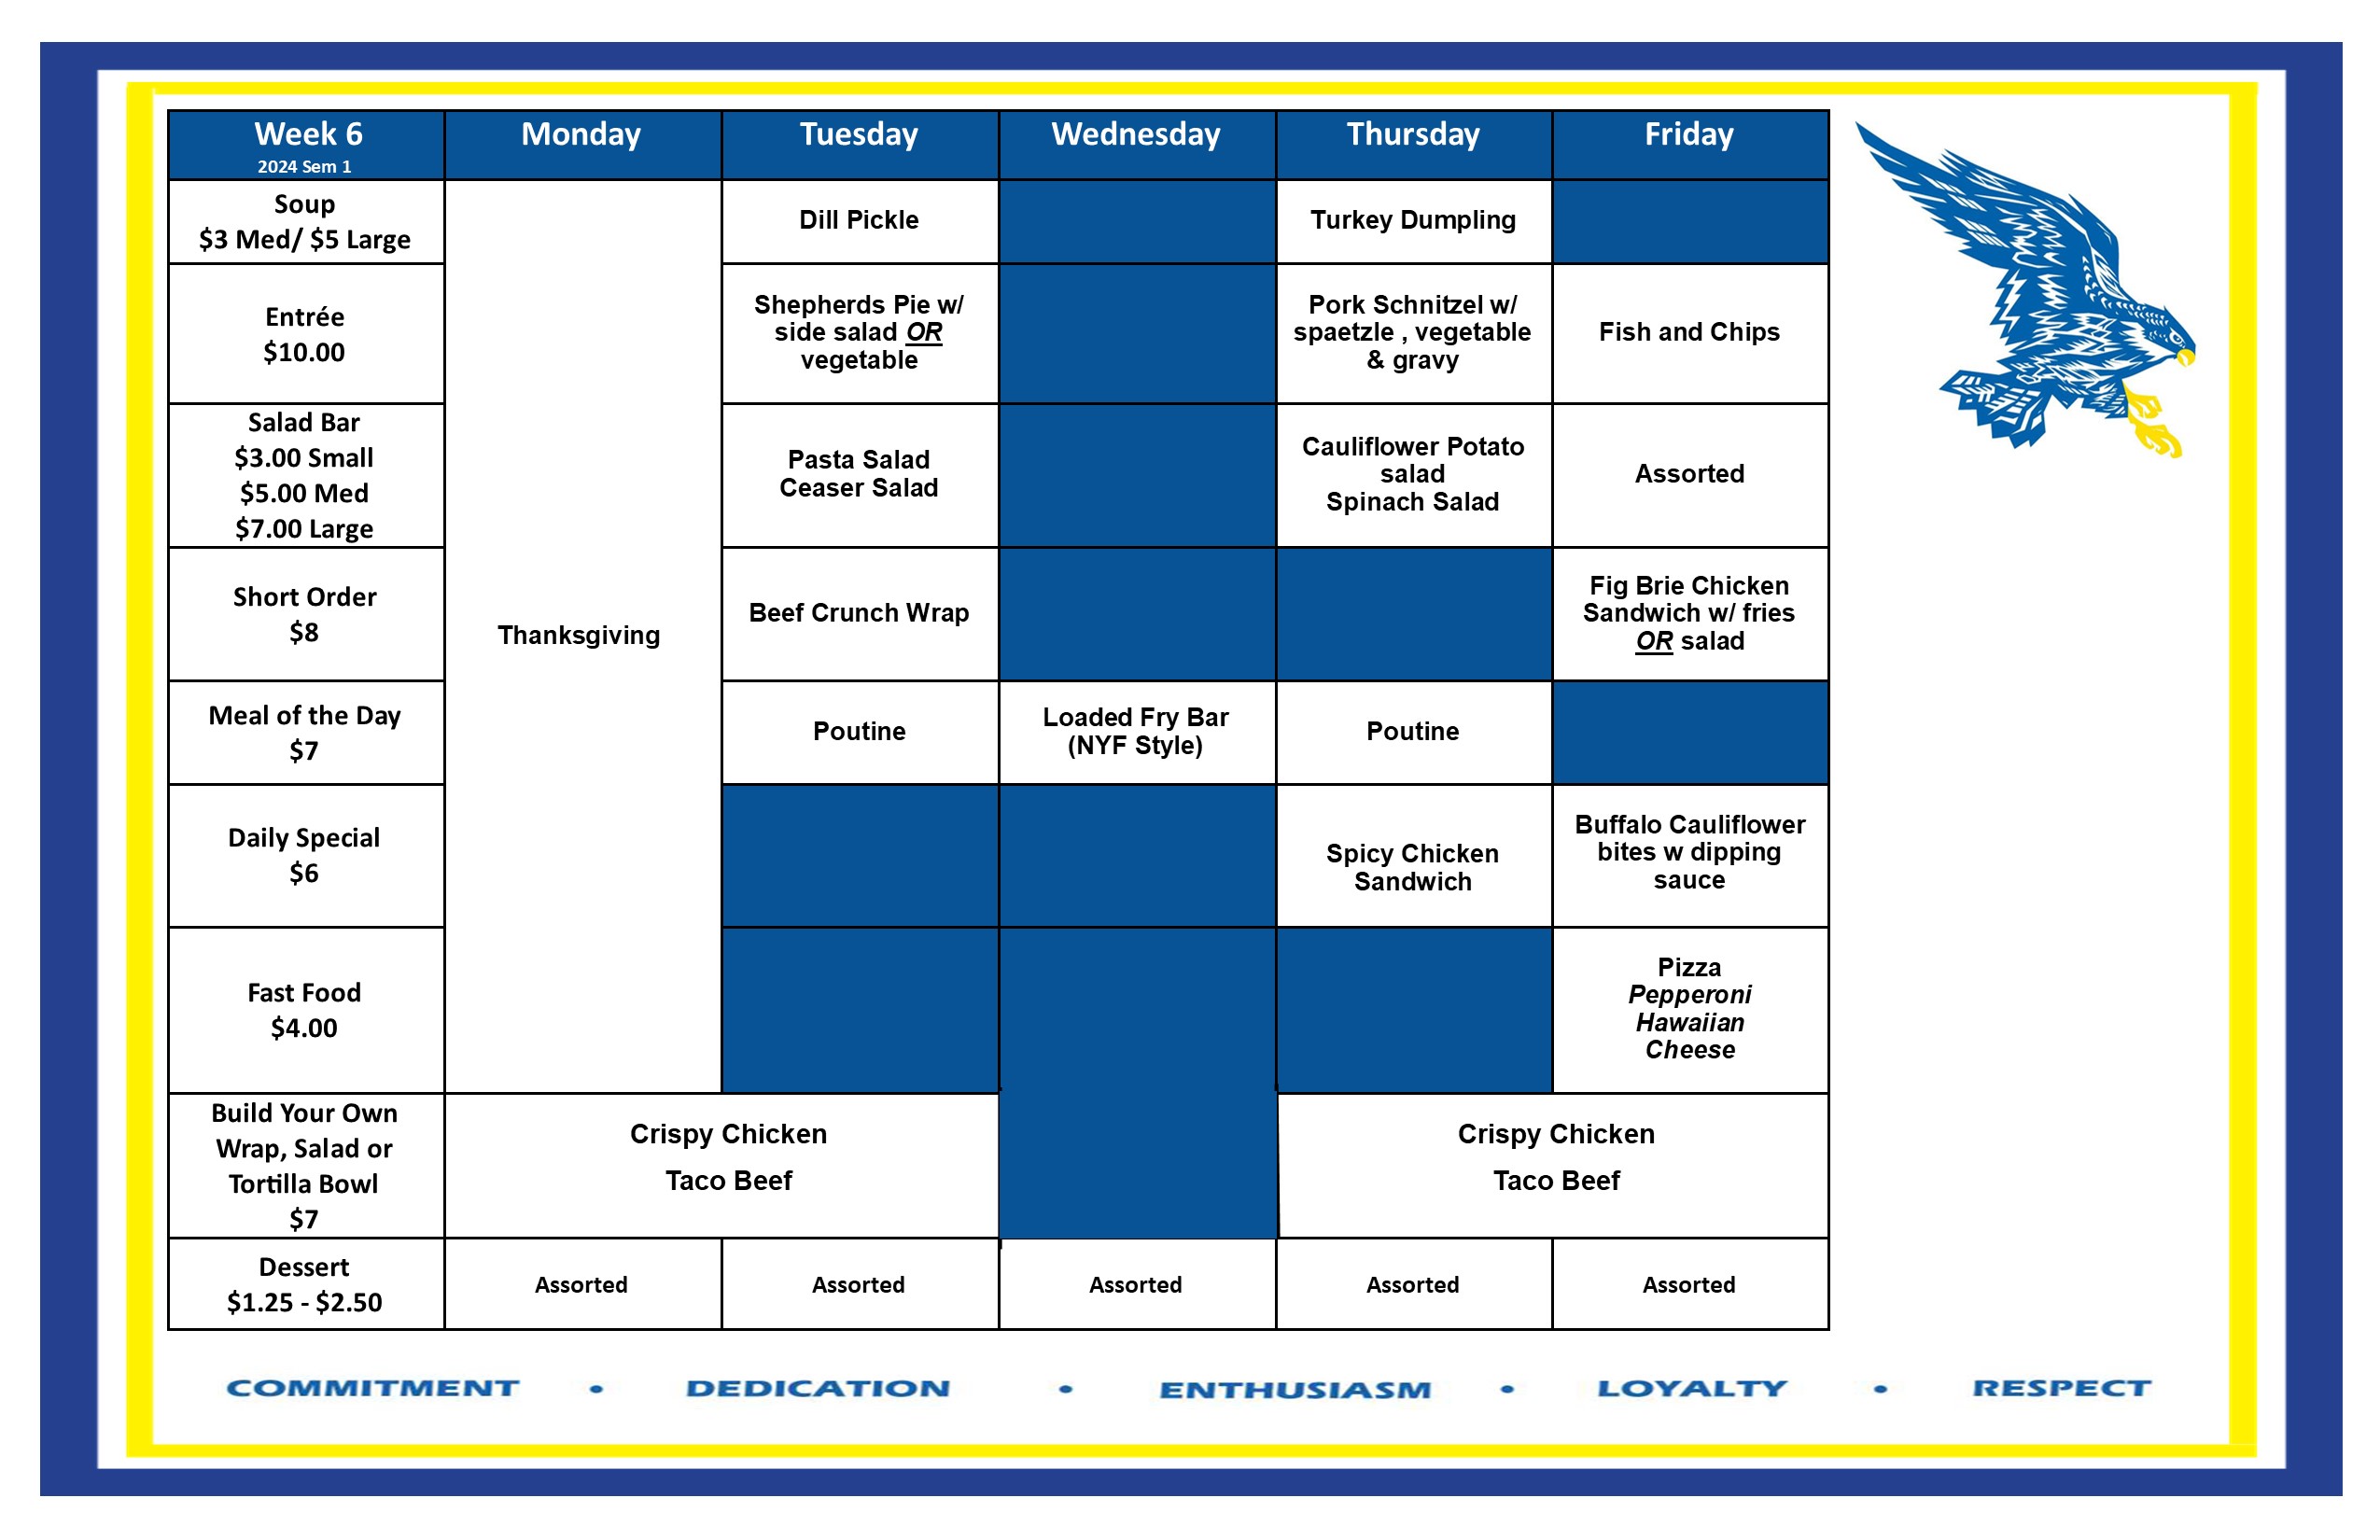 Week 6
2024 Sem 1
Monday
Tuesday
Wednesday
Thursday
Friday
Soup
$3 Med/ $5 Large
Dill Pickle
Turkey Dumpling
Entrée
$10.00
Shepherds Pie w/
side salad OR
vegetable
Pork Schnitzel w/
spaetzle , vegetable
& gravy
Fish and Chips
Salad Bar
$3.00 Small
$5.00 Med
$7.00 Large
Pasta Salad
Ceaser Salad
Cauliflower Potato
salad
Spinach Salad
Assorted
Short Order
$8
Thanksgiving
Beef Crunch Wrap
Fig Brie Chicken
Sandwich w/ fries
OR salad
Meal of the Day
$7
Poutine
Loaded Fry Bar
(NYF Style)
Poutine
Daily Special
$6
Spicy Chicken
Sandwich
Buffalo Cauliflower
bites w dipping
sauce
Fast Food
$4.00
Pizza
Pepperoni
Hawaiian
Cheese
Build Your Own
Wrap, Salad or
Tortilla Bowl
$7
Crispy Chicken
Taco Beef
Crispy Chicken
Taco Beef
Dessert
$1.25 - $2.50
Assorted
Assorted
Assorted
Assorted
Assorted
COMMITMENT • DEDICATION • ENTHUSIASM • LOYALTY • RESPECT